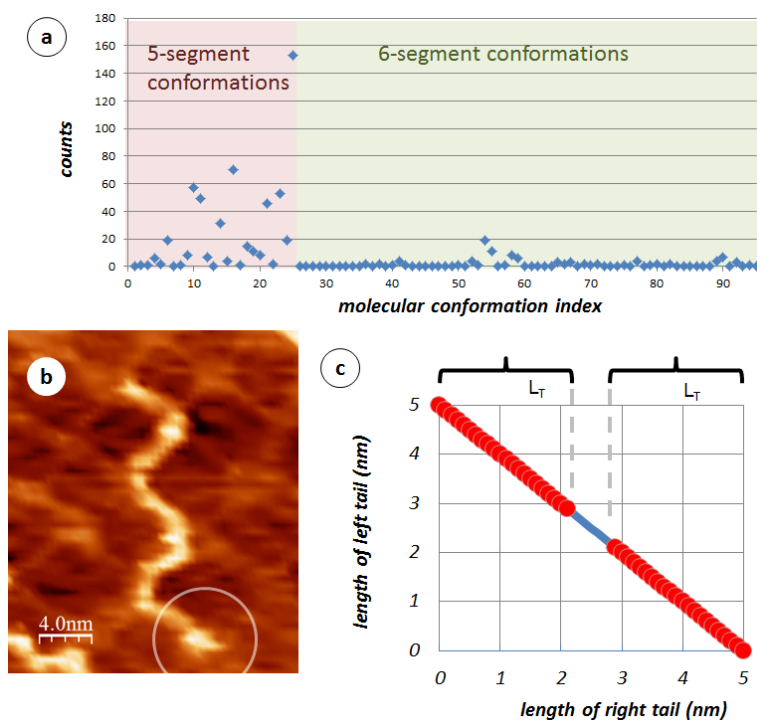 a
180
160
140
120
100
80
60
40
20
0
counts
5-segment
conformations
6-segment conformations
0 10 20 30 40 50 60 70 80 90
molecular conformation index
b
4.0nm
c
L_T L_T
5
4
3
2
1
0
length of left tail (nm)
0 1 2 3 4 5
length of right tail (nm)